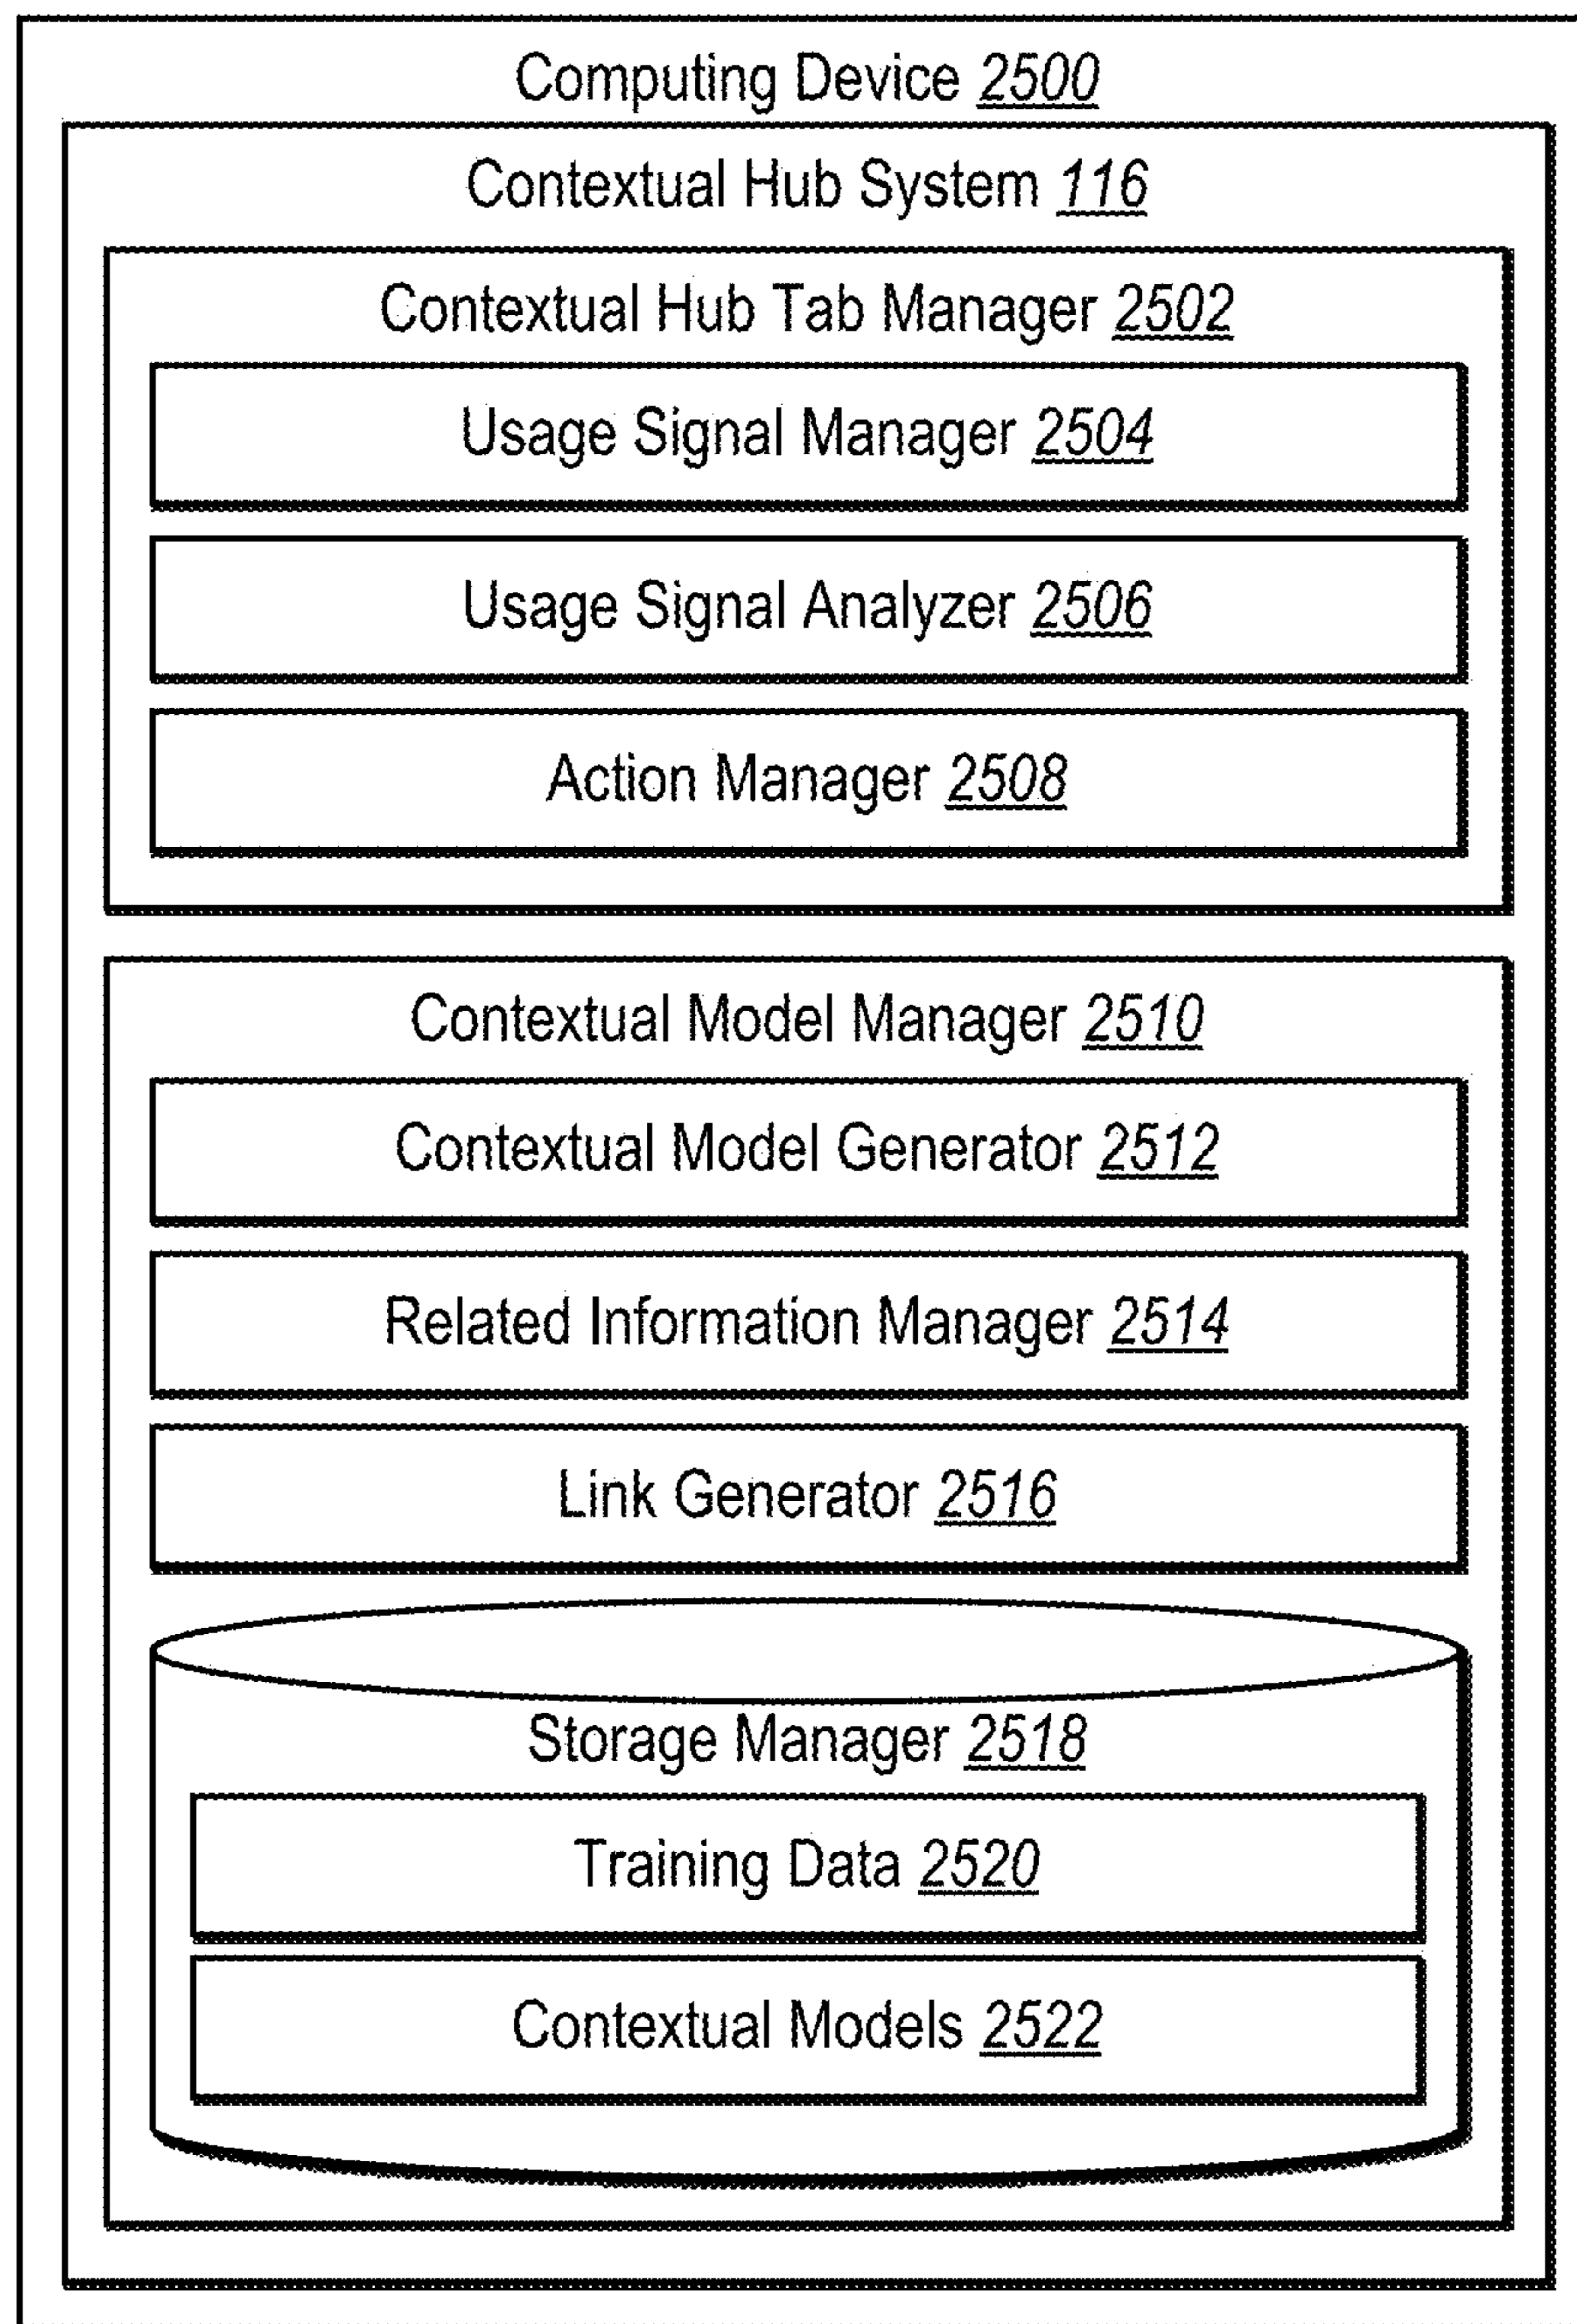 Computing Device 2500
Contextual Hub System 116
Contextual Hub Tab Manager 2502
Usage Signal Manager 2504
Usage Signal Analyzer 2506
Action Manager 2508
Contextual Model Manager 2510
Contextual Model Generator 2512
Related Information Manager 2514
Link Generator 2516
Storage Manager 2518
Training Data 2520
Contextual Models 2522